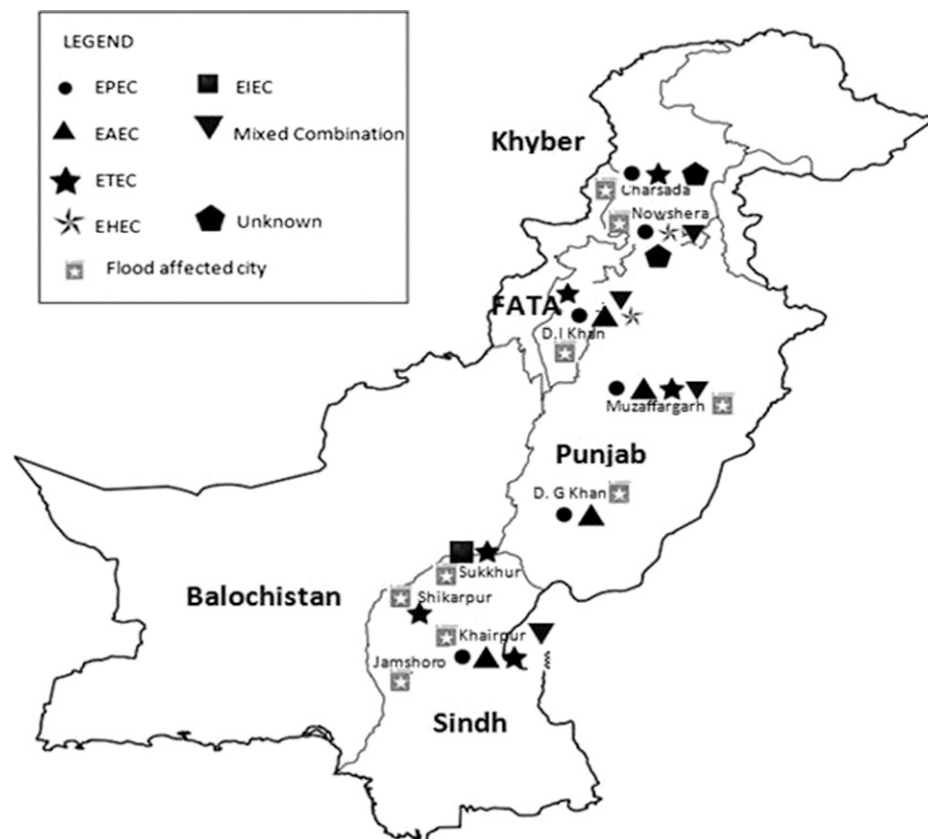 LEGEND
EPEC
EIEC
EAEC
Mixed Combination
ETEC
EHEC
Unknown
Flood affected city
Khyber
Charsada
Nowshera
FATA
D.I Khan
Muzaffargarh
Punjab
D. G Khan
Sukkhur
Balochistan
Shikarpur
Khairpur
Jamshoro
Sindh